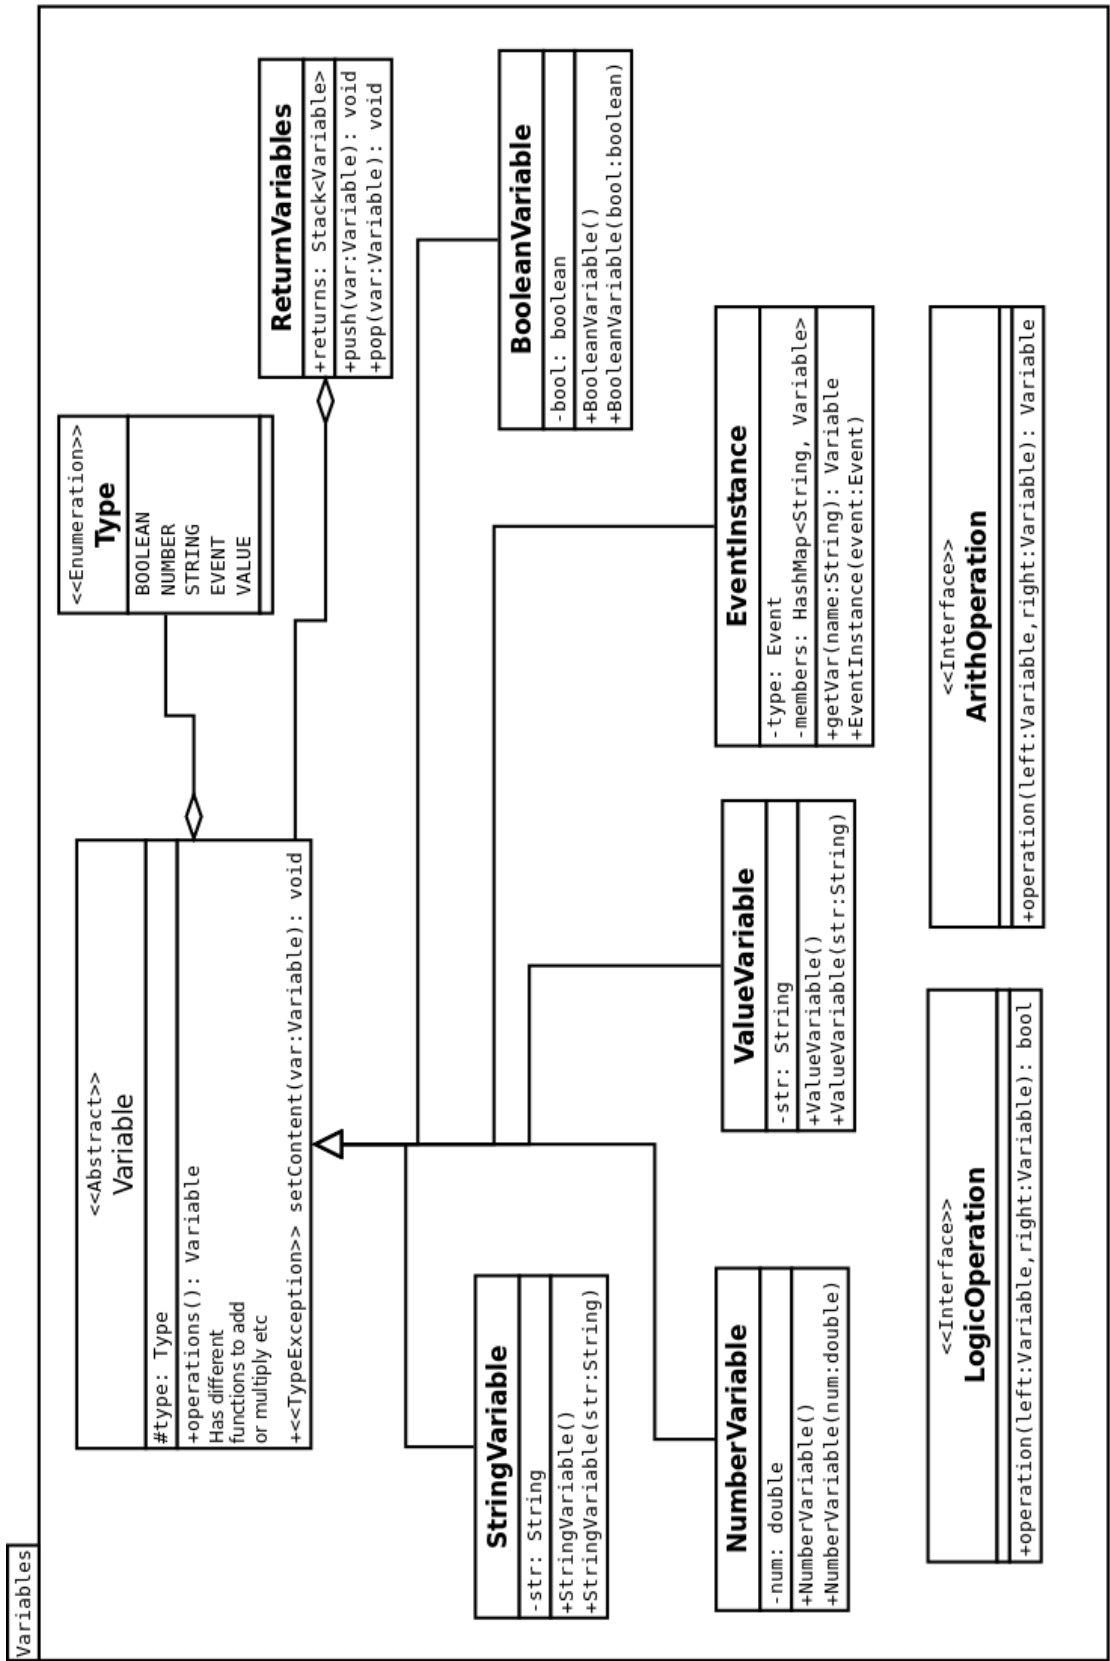 Variables
<<Abstract>>
Variable
#type: Type
+operations(): Variable
Has different
functions to add
or multiply etc
+<<TypeException>> setContent(var:Variable): void
<<Enumeration>>
Type
BOOLEAN
NUMBER
STRING
EVENT
VALUE
ReturnVariables
+returns: Stack<Variable>
+push(var:Variable): void
+pop(var:Variable): void
StringVariable
-str: String
+StringVariable()
+StringVariable(str:String)
BooleanVariable
-bool: boolean
+BooleanVariable()
+BooleanVariable(bool:boolean)
NumberVariable
-num: double
+NumberVariable()
+NumberVariable(num:double)
ValueVariable
-str: String
+ValueVariable()
+ValueVariable(str:String)
EventInstance
-type: Event
-members: HashMap<String, Variable>
+getVar(name:String): Variable
+EventInstance(event:Event)
<<Interface>>
LogicOperation
+operation(left:Variable,right:Variable): bool
<<Interface>>
ArithOperation
+operation(left:Variable,right:Variable): Variable